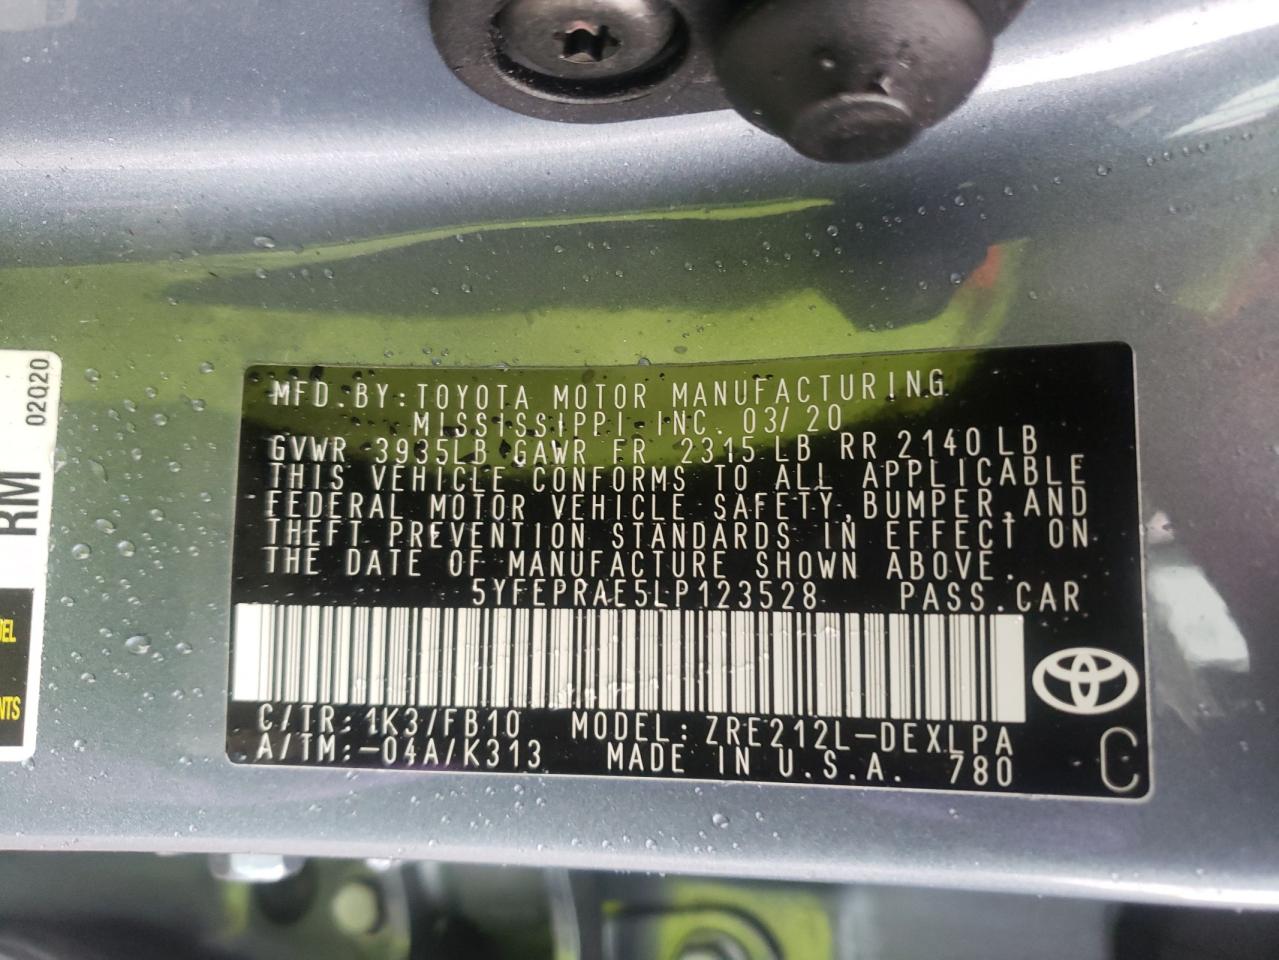 02020
RM
DEL
NTS
MFD.BY:TOYOTA MOTOR MANUFACTURING
MISSISSIPPI,INC. 03/20
GVWR 3935LB GAWR FR 2315 LB RR 2140 LB
THIS VEHICLE CONFORMS TO ALL APPLICABLE
FEDERAL MOTOR VEHICLE SAFETY,BUMPER,AND
THEFT PREVENTION STANDARDS IN EFFECT ON
THE DATE OF MANUFACTURE SHOWN ABOVE.
5YFEPRAE5LP123528 PASS.CAR
C/TR:1K3/FB10 MODEL:ZRE212L-DEXLPA
A/TM:-04A/K313 MADE IN U.S.A. 780
C